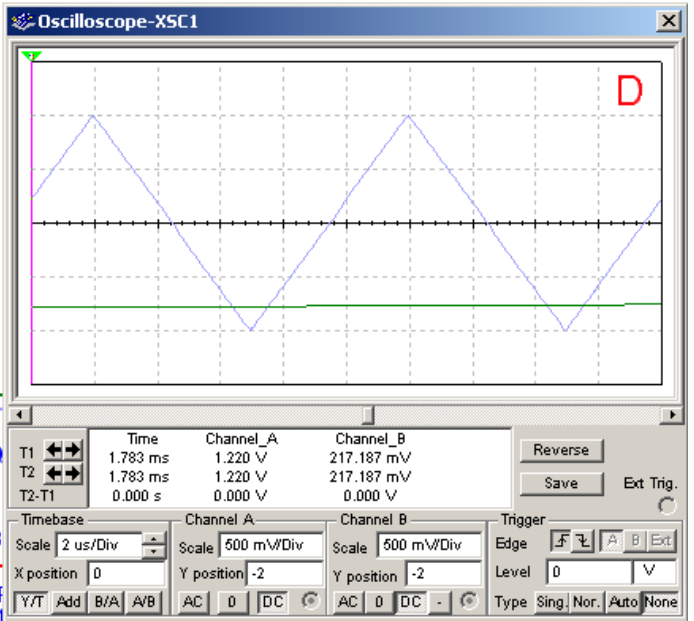 Oscilloscope-XSC1
D
Time Channel_A Channel_B
T1 1.783 ms 1.220 V 217.187 mV
T2 1.783 ms 1.220 V 217.187 mV
T2-T1 0.000 s 0.000 V 0.000 V
Reverse
Save
Ext Trig.
Timebase Channel A Channel B Trigger
Scale 2 us/Div Scale 500 mV/Div Scale 500 mV/Div Edge A B Ext
X position 0 Y position -2 Y position -2 Level 0 V
Y/T Add B/A A/B AC 0 DC AC 0 DC - Type Sing. Nor. Auto None